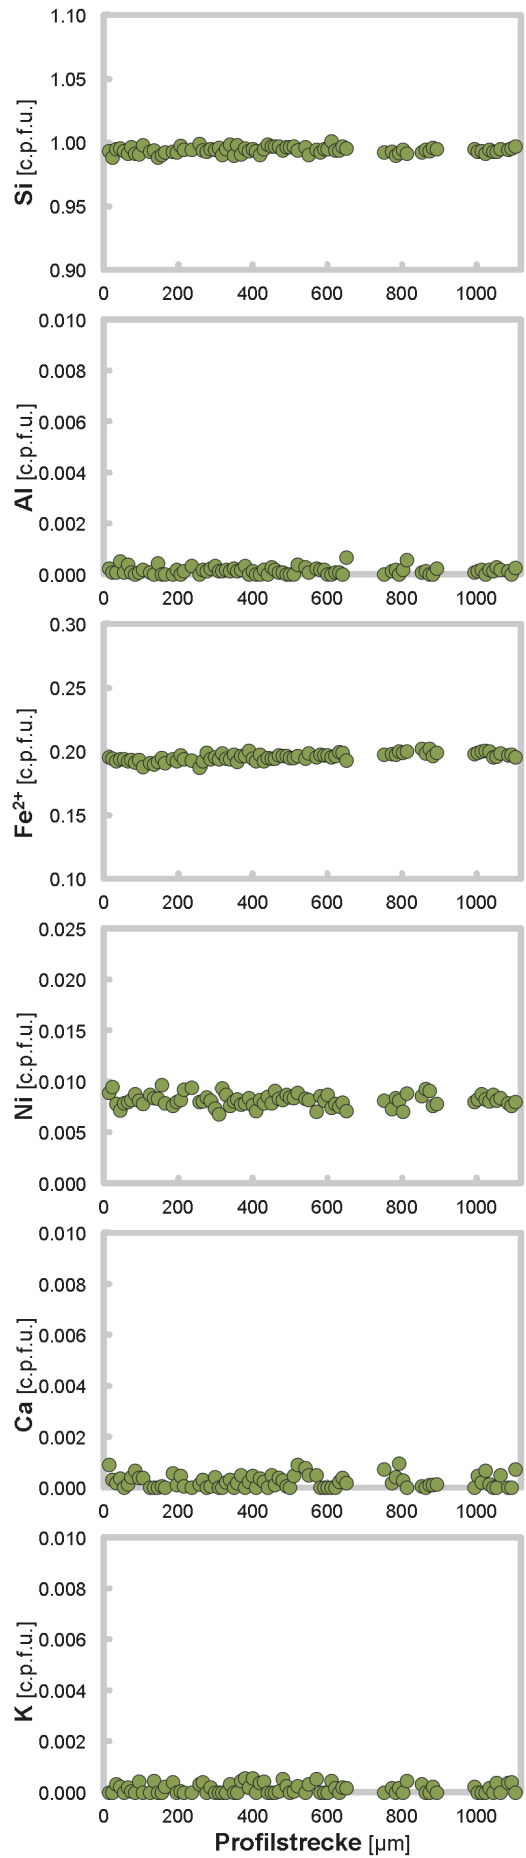 1.10
1.05
1.00
0.95
0.90
Si [c.p.f.u.]
0 200 400 600 800 1000
0.010
0.008
0.006
0.004
0.002
0.000
Al [c.p.f.u.]
0 200 400 600 800 1000
0.30
0.25
0.20
0.15
0.10
Fe²⁺ [c.p.f.u.]
0 200 400 600 800 1000
0.025
0.020
0.015
0.010
0.005
0.000
Ni [c.p.f.u.]
0 200 400 600 800 1000
0.010
0.008
0.006
0.004
0.002
0.000
Ca [c.p.f.u.]
0 200 400 600 800 1000
0.010
0.008
0.006
0.004
0.002
0.000
K [c.p.f.u.]
0 200 400 600 800 1000
Profilstrecke [µm]